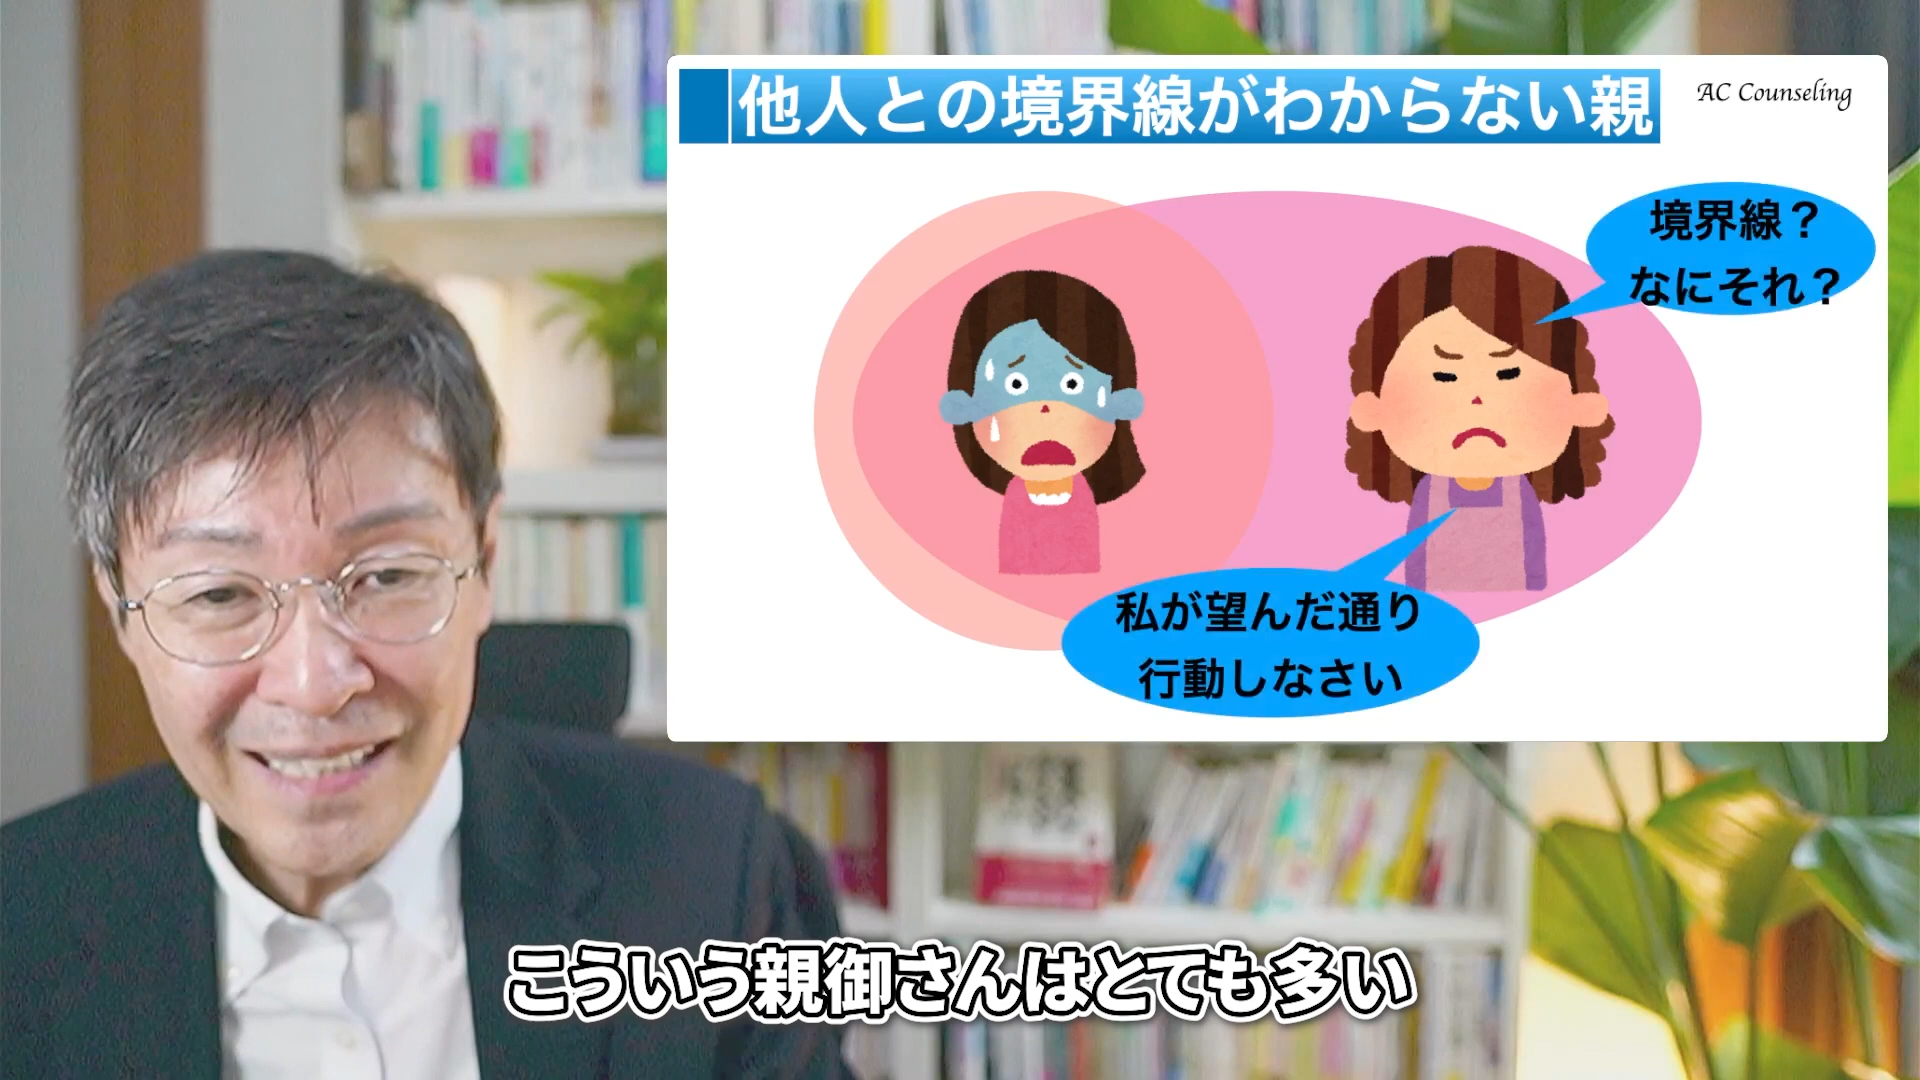 他人との境界線がわからない親
AC Counseling
境界線？
なにそれ？
私が望んだ通り
行動しなさい
こういう親御さんはとても多い